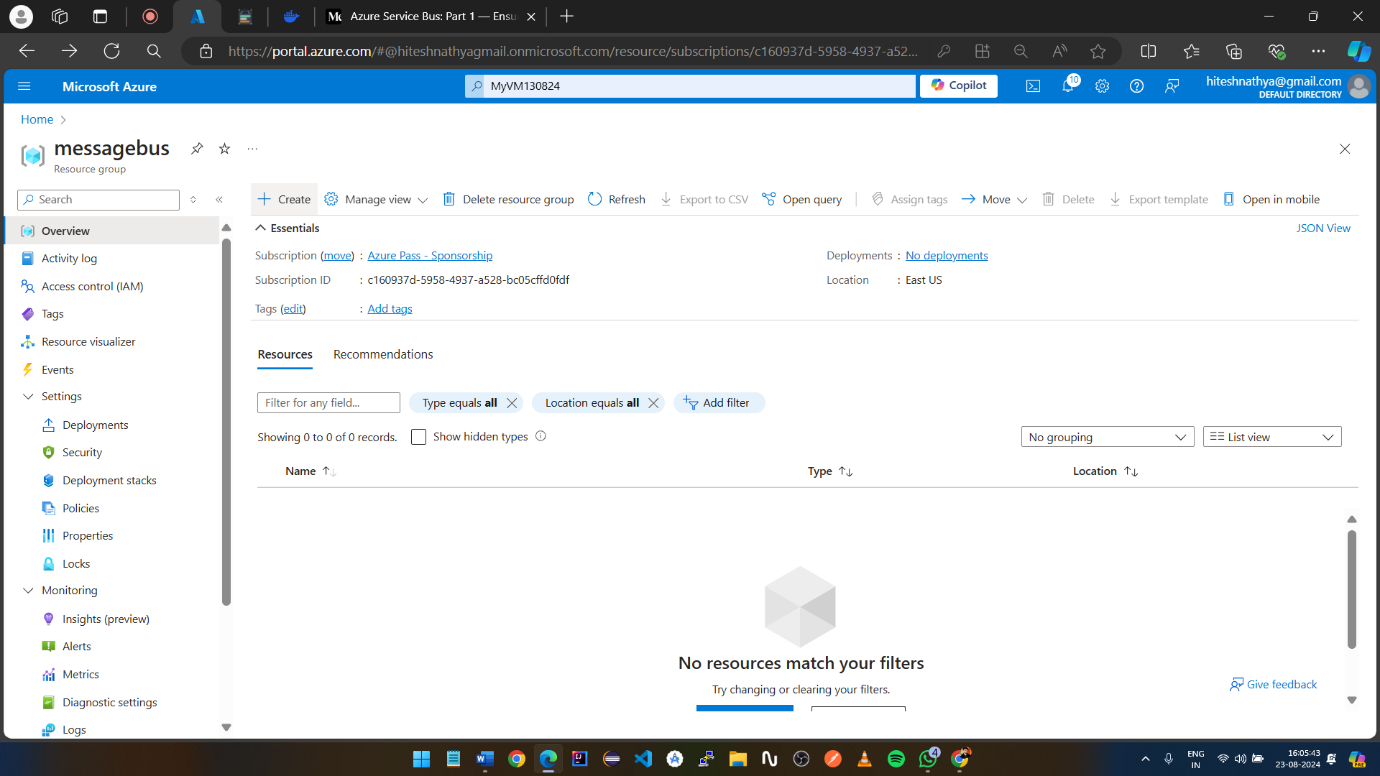 Azure Service Bus: Part 1 — Ensu
https://portal.azure.com/#@hiteshnathyagmail.onmicrosoft.com/resource/subscriptions/c160937d-5958-4937-a52...
Microsoft Azure
MyVM130824
Copilot
10
hiteshnathya@gmail.com
DEFAULT DIRECTORY
Home
messagebus
Resource group
Search
Create
Manage view
Delete resource group
Refresh
Export to CSV
Open query
Assign tags
Move
Delete
Export template
Open in mobile
Overview
Activity log
Access control (IAM)
Tags
Resource visualizer
Events
Settings
Deployments
Security
Deployment stacks
Policies
Properties
Locks
Monitoring
Insights (preview)
Alerts
Metrics
Diagnostic settings
Logs
Essentials
JSON View
Subscription (move) : Azure Pass - Sponsorship
Deployments : No deployments
Subscription ID : c160937d-5958-4937-a528-bc05cffd0fdf
Location : East US
Tags (edit) : Add tags
Resources
Recommendations
Filter for any field...
Type equals all
Location equals all
Add filter
Showing 0 to 0 of 0 records.
Show hidden types
No grouping
List view
Name
Type
Location
No resources match your filters
Try changing or clearing your filters.
Give feedback
4
ENG
IN
16:05:43
23-08-2024